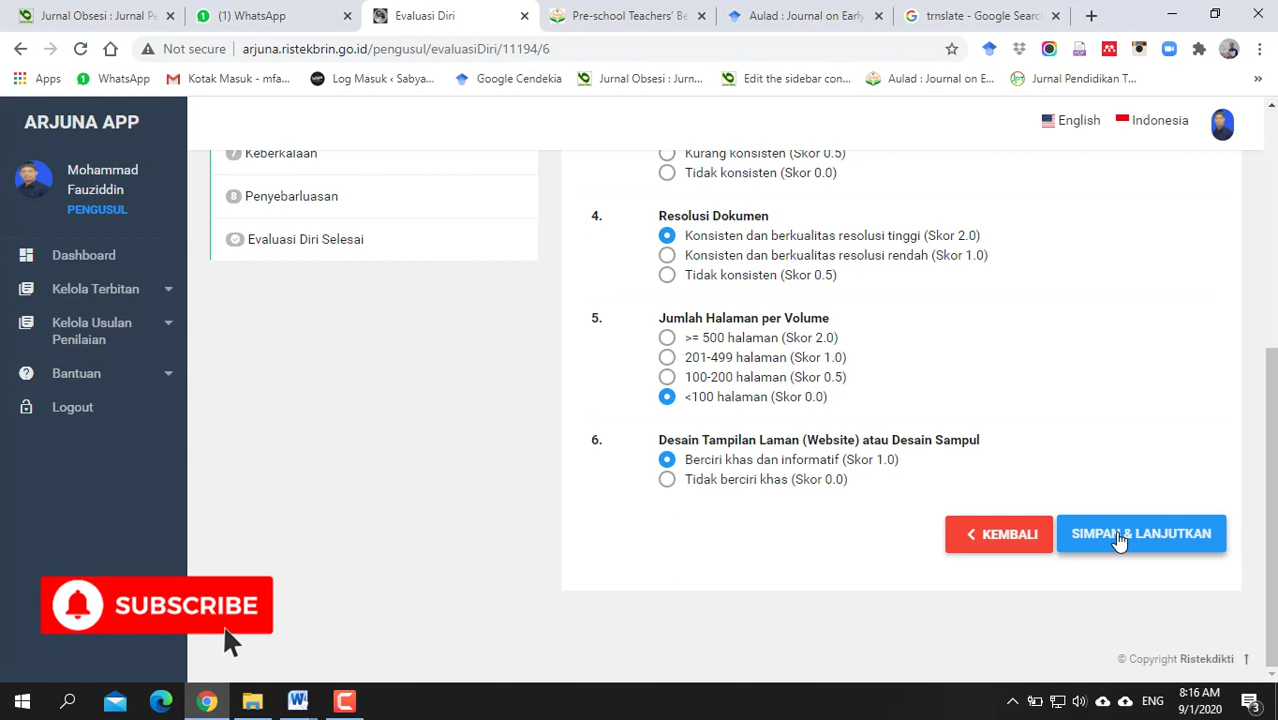 Jurnal Obsesi : Jurnal Pe
(1) WhatsApp
Evaluasi Diri
Pre-school Teachers' Be
Aulad : Journal on Early
trnslate - Google Search
Not secure
arjuna.ristekbrin.go.id/pengusul/evaluasiDiri/11194/6
Apps
WhatsApp
Kotak Masuk - mfa...
Log Masuk ‹ Sabya...
Google Cendekia
Jurnal Obsesi : Jurn...
Edit the sidebar con...
Aulad : Journal on E...
Jurnal Pendidikan T...
»
ARJUNA APP
English
Indonesia
Mohammad
Fauziddin
PENGUSUL
Dashboard
Kelola Terbitan
Kelola Usulan
Penilaian
Bantuan
Logout
7 Keberkalaan
8 Penyebarluasan
Evaluasi Diri Selesai
Kurang konsisten (Skor 0.5)
Tidak konsisten (Skor 0.0)
4. Resolusi Dokumen
Konsisten dan berkualitas resolusi tinggi (Skor 2.0)
Konsisten dan berkualitas resolusi rendah (Skor 1.0)
Tidak konsisten (Skor 0.5)
5. Jumlah Halaman per Volume
>= 500 halaman (Skor 2.0)
201-499 halaman (Skor 1.0)
100-200 halaman (Skor 0.5)
<100 halaman (Skor 0.0)
6. Desain Tampilan Laman (Website) atau Desain Sampul
Berciri khas dan informatif (Skor 1.0)
Tidak berciri khas (Skor 0.0)
KEMBALI
SIMPAN & LANJUTKAN
SUBSCRIBE
© Copyright Ristekdikti
ENG
8:16 AM
9/1/2020
3